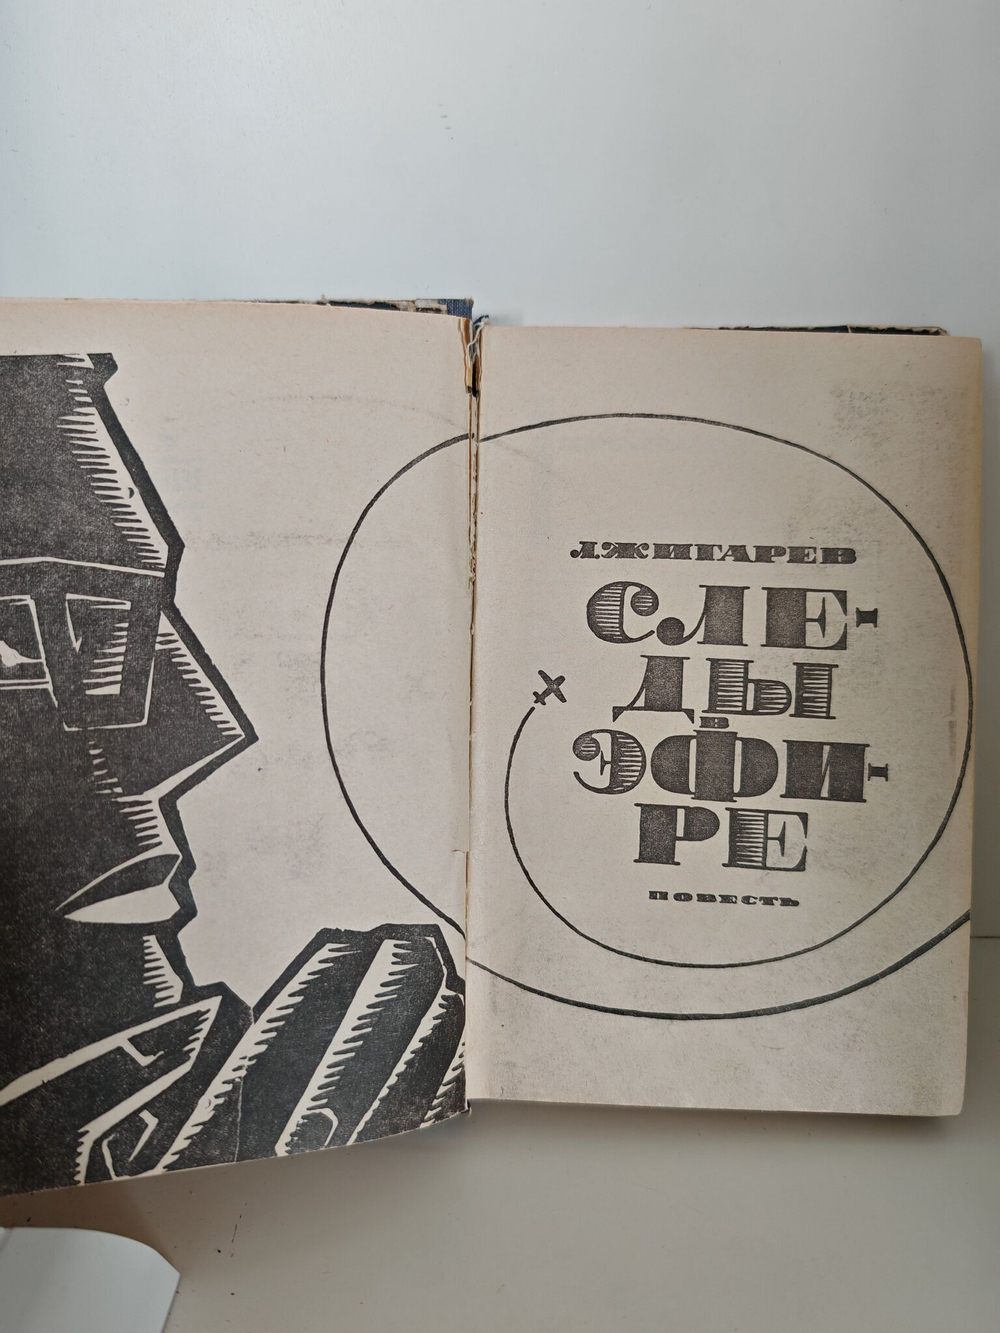 Л.ЖИГАРЕВ
СЛЕ-
ДЫ
В
ЭФИ-
РЕ
ПОВЕСТЬ